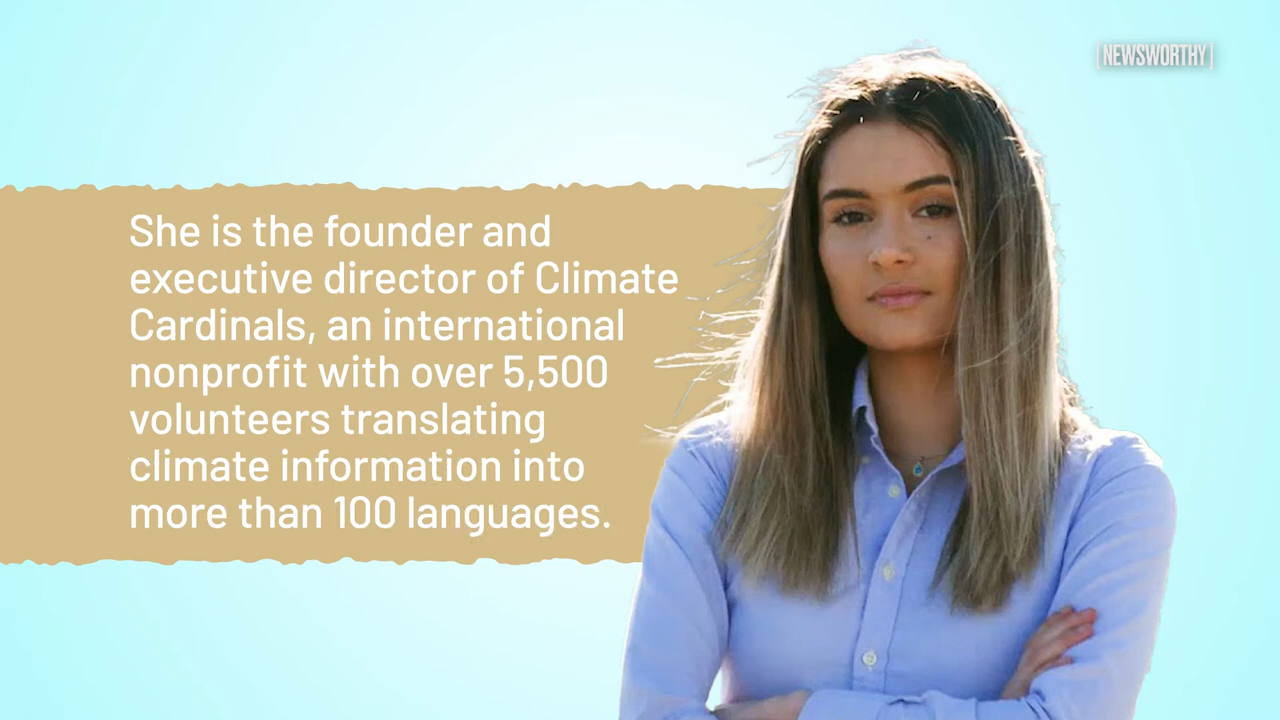 [NEWSWORTHY]
She is the founder and
executive director of Climate
Cardinals, an international
nonprofit with over 5,500
volunteers translating
climate information into
more than 100 languages.